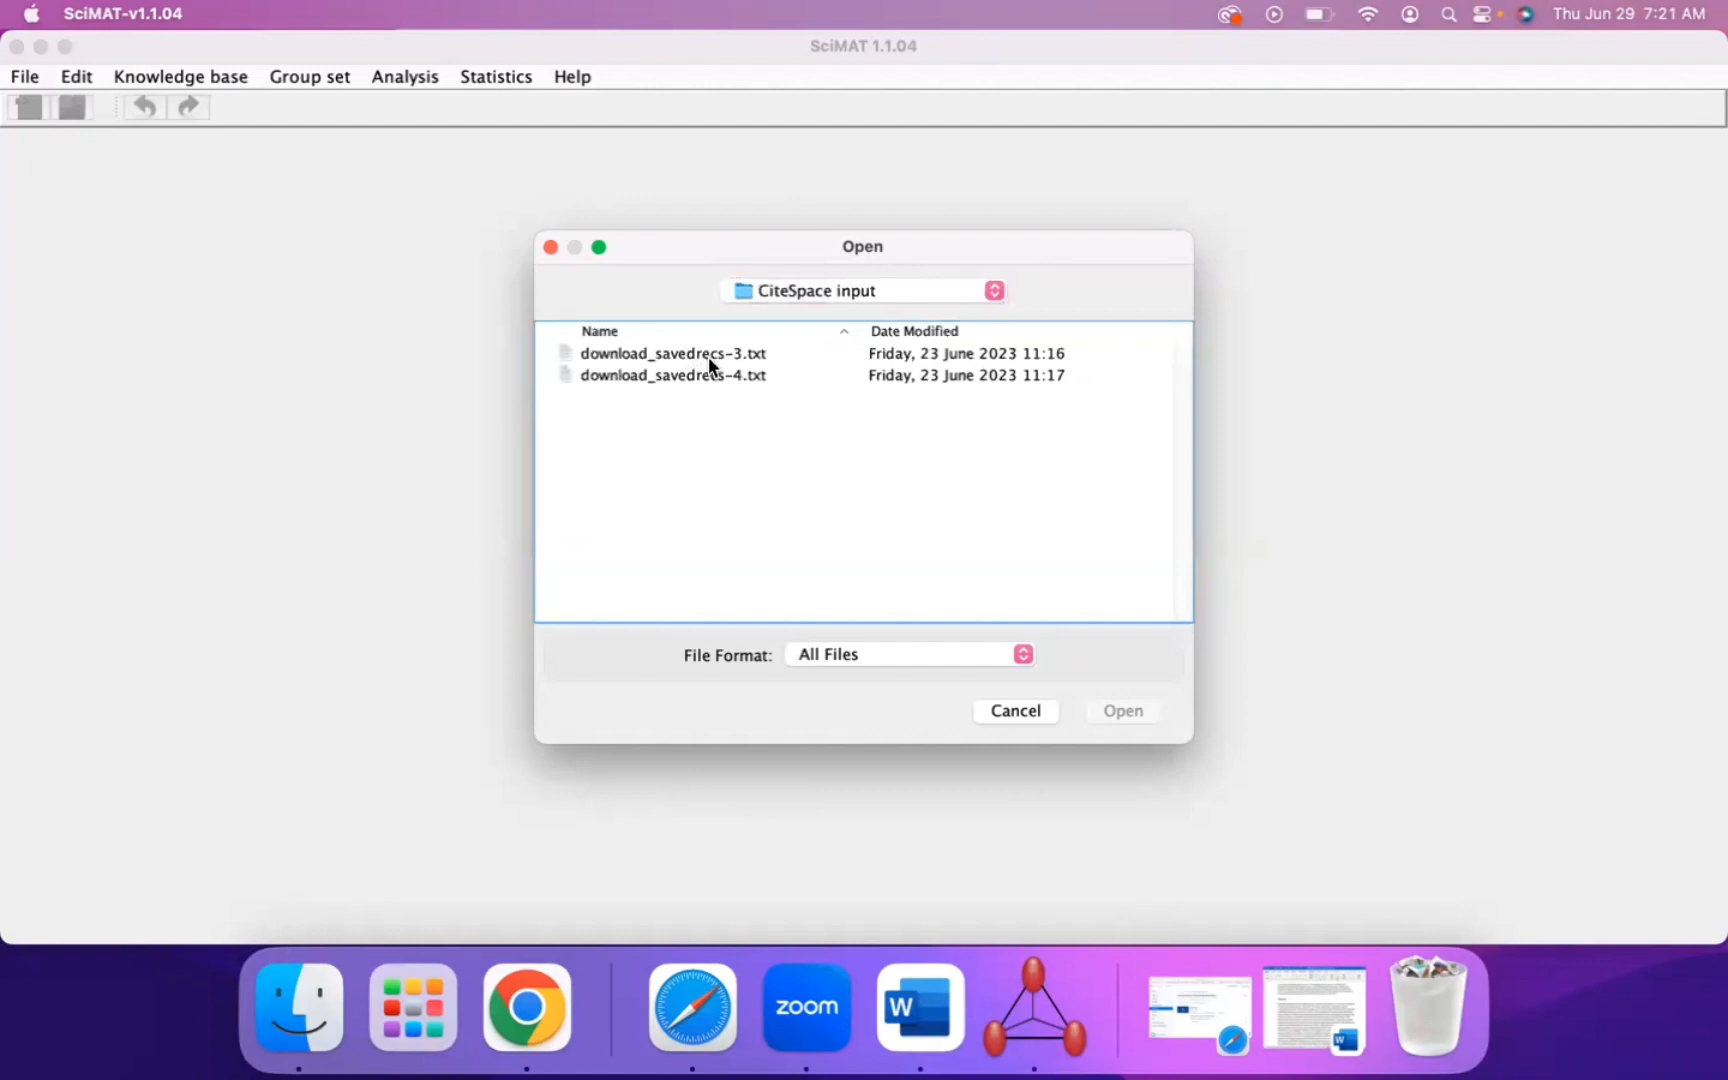 SciMAT-v1.1.04
Thu Jun 29 7:21 AM
SciMAT 1.1.04
File Edit Knowledge base Group set Analysis Statistics Help
Open
CiteSpace input
Name Date Modified
download_savedrecs-3.txt Friday, 23 June 2023 11:16
download_savedrecs-4.txt Friday, 23 June 2023 11:17
File Format: All Files
Cancel Open
zoom
W
W